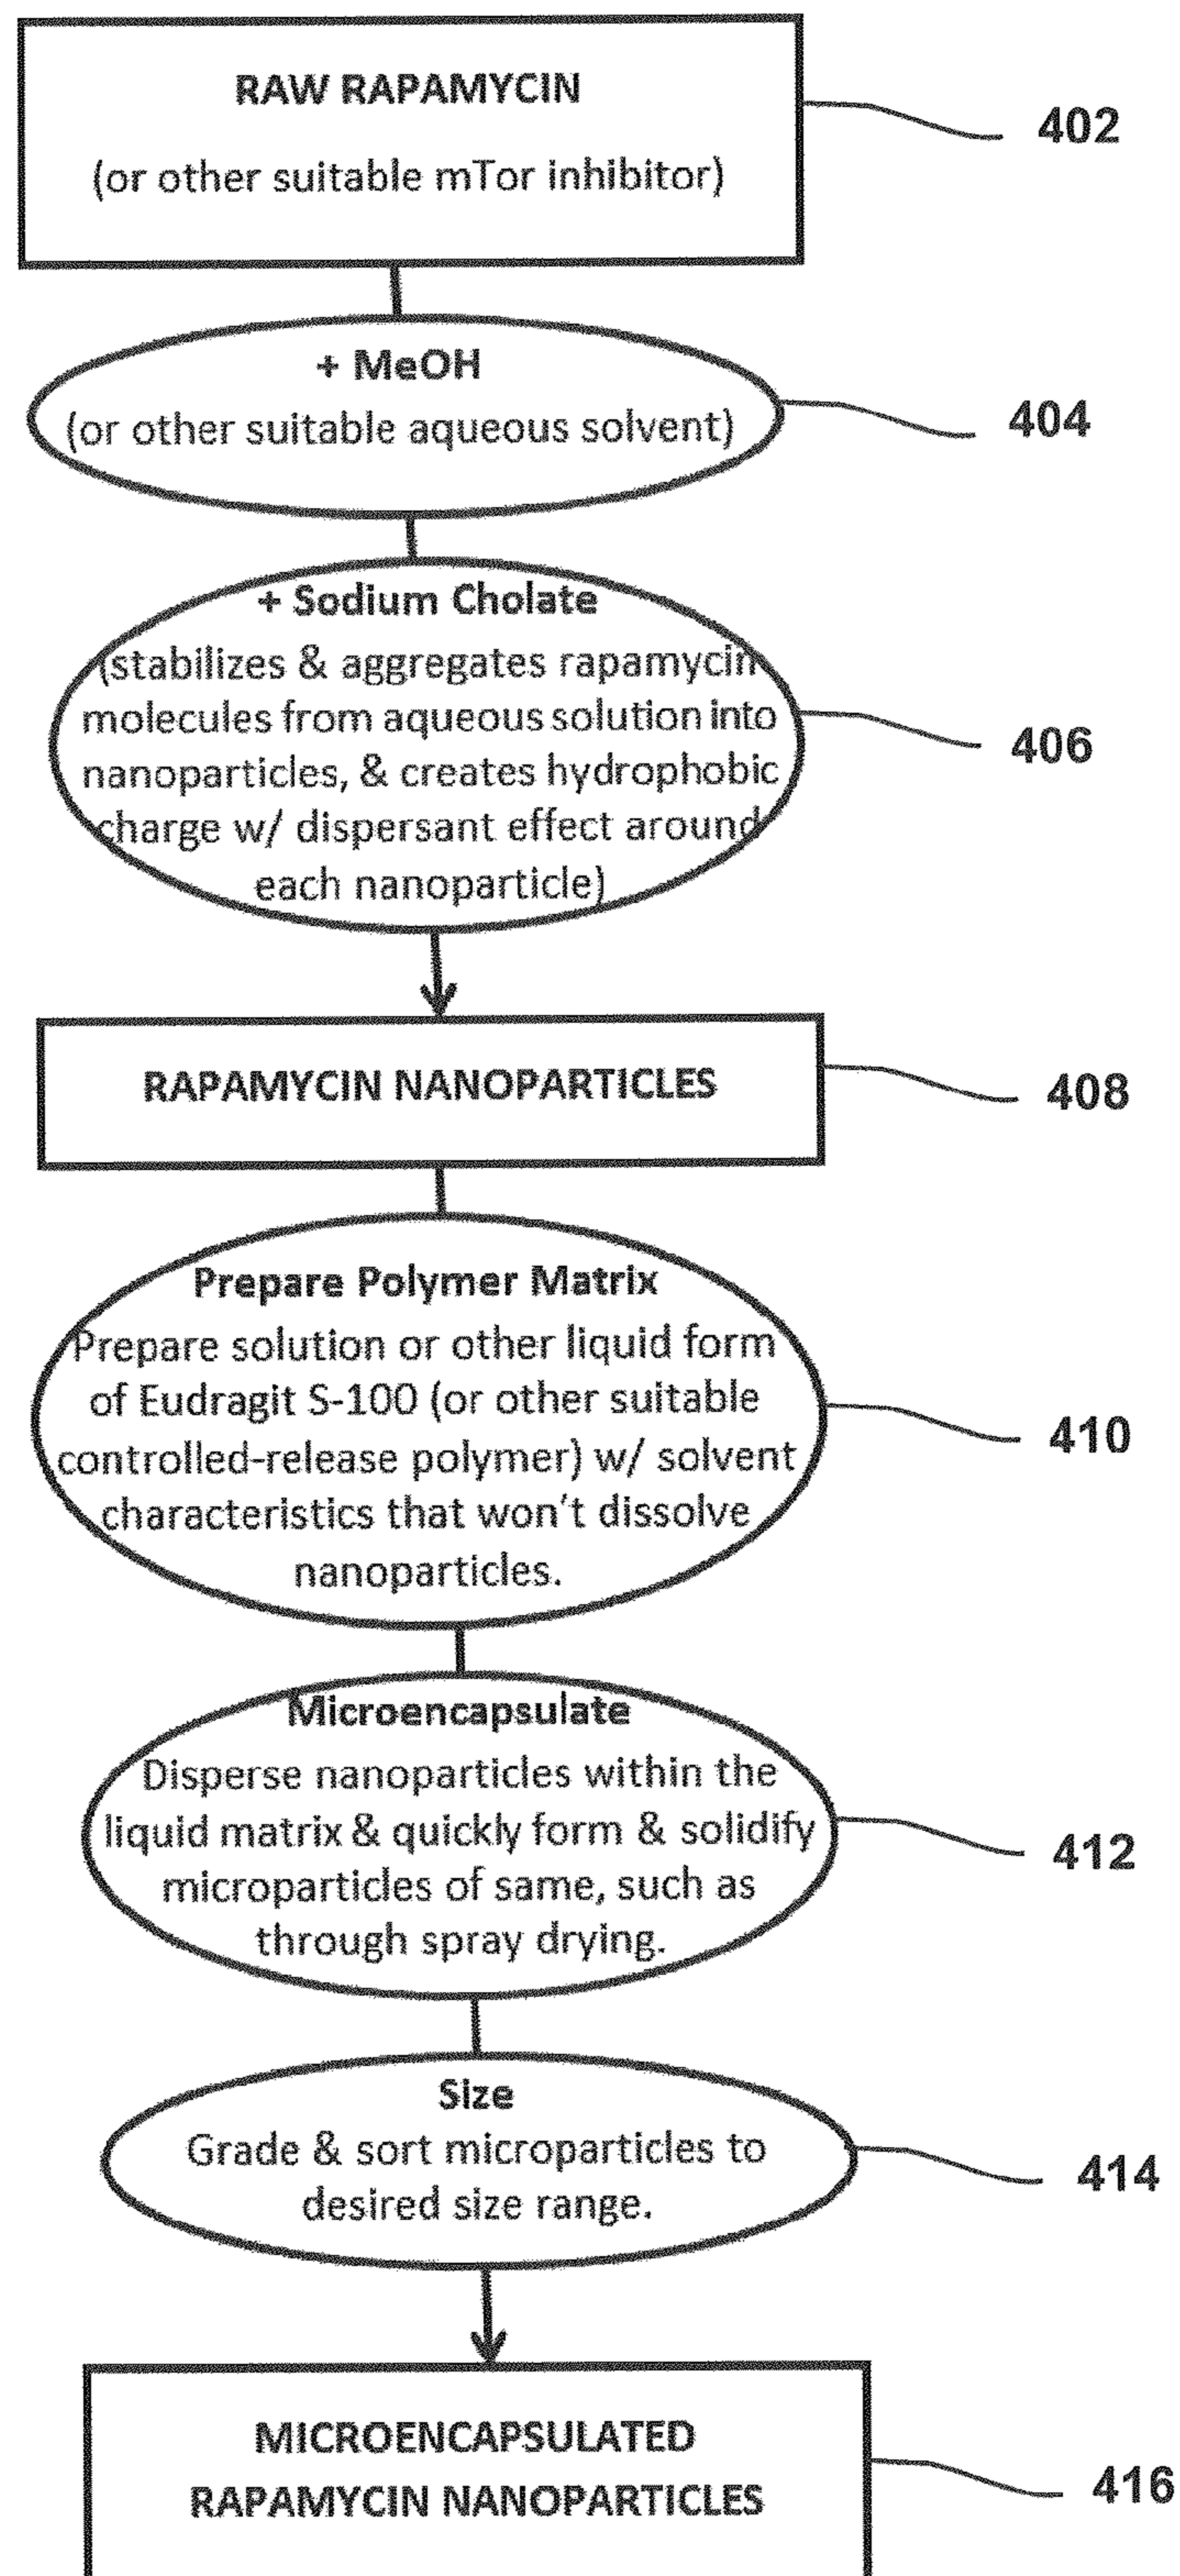 RAW RAPAMYCIN
(or other suitable mTor inhibitor)
402
+ MeOH
(or other suitable aqueous solvent)
404
+ Sodium Cholate
(stabilizes & aggregates rapamycin
molecules from aqueous solution into
nanoparticles, & creates hydrophobic
charge w/ dispersant effect around
each nanoparticle)
406
RAPAMYCIN NANOPARTICLES
408
Prepare Polymer Matrix
Prepare solution or other liquid form
of Eudragit S-100 (or other suitable
controlled-release polymer) w/ solvent
characteristics that won't dissolve
nanoparticles.
410
Microencapsulate
Disperse nanoparticles within the
liquid matrix & quickly form & solidify
microparticles of same, such as
through spray drying.
412
Size
Grade & sort microparticles to
desired size range.
414
MICROENCAPSULATED
RAPAMYCIN NANOPARTICLES
416